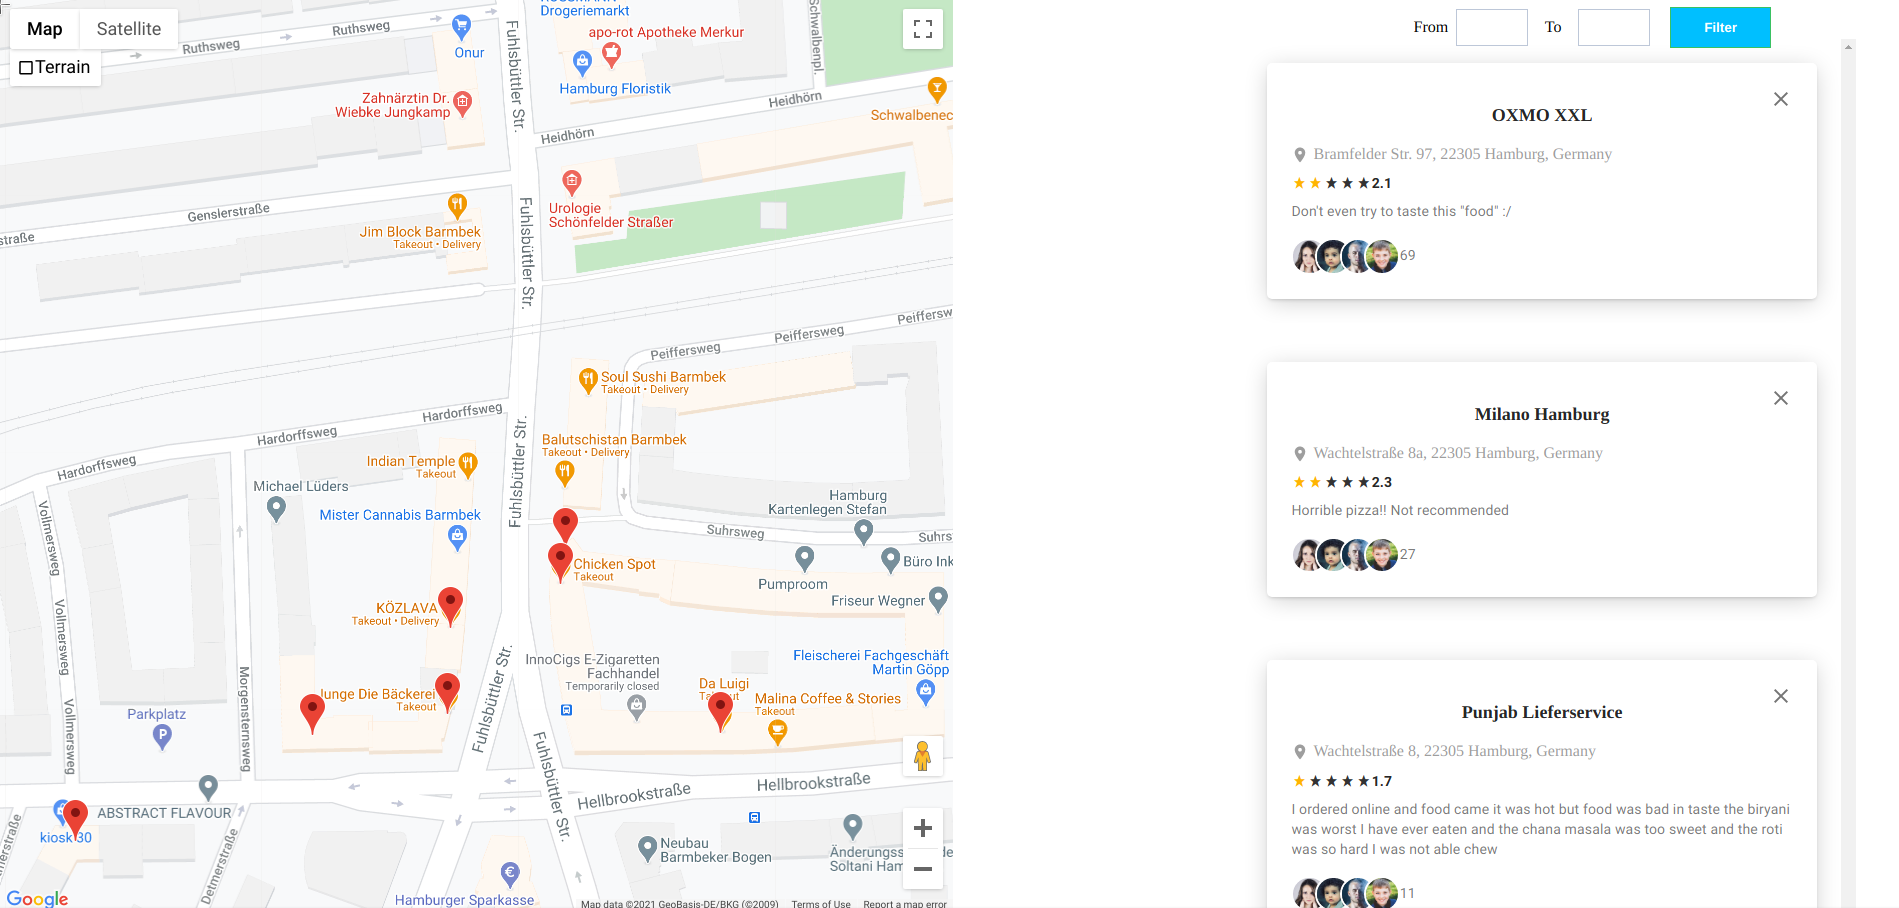 Map
Satellite
Terrain
Ruthsweg
Ruthsweg
Drogeriemarkt
Onur
apo-rot Apotheke Merkur
Hamburg Floristik
Schwalbenpl.
Fuhlsbüttler Str.
Heidhörn
Heidhörn
Schwalbenec
Zahnärztin Dr.
Wiebke Jungkamp
Urologie
Schönfelder Straßer
Genslerstraße
straße
Jim Block Barmbek
Takeout • Delivery
Fuhlsbüttler Str.
Peiffersw
Peiffersweg
Peiffersweg
Soul Sushi Barmbek
Takeout • Delivery
Hardorffsweg
Hardorffsweg
Hardorffsweg
Fuhlsbüttler Str.
Balutschistan Barmbek
Takeout • Delivery
Indian Temple
Takeout
Michael Lüders
Mister Cannabis Barmbek
Hamburg
Kartenlegen Stefan
Suhrsweg
Suhrs
Vollmersweg
Vollmersweg
Vollmersweg
Chicken Spot
Takeout
Büro Ink
Pumproom
Friseur Wegner
KÖZLAVA
Takeout • Delivery
InnoCigs E-Zigaretten
Fachhandel
Temporarily closed
Fleischerei Fachgeschäft
Martin Göpp
Fuhlsbüttler Str.
Morgensternsweg
Junge Die Bäckerei
Takeout
Da Luigi
Malina Coffee & Stories
Takeout
Parkplatz
P
Fuhlsbüttler Str.
Hellbrookstraße
Hellbrookstraße
ABSTRACT FLAVOUR
kiosk 30
Detmerstraße
Neubau
Barmbeker Bogen
Änderungss
de
Soltani Ham
€
Hamburger Sparkasse
Google
Map data ©2021 GeoBasis-DE/BKG (©2009)
Terms of Use
Report a map error
From
To
Filter
OXMO XXL
Bramfelder Str. 97, 22305 Hamburg, Germany
2.1
Don't even try to taste this "food" :/
69
Milano Hamburg
Wachtelstraße 8a, 22305 Hamburg, Germany
2.3
Horrible pizza!! Not recommended
27
Punjab Lieferservice
Wachtelstraße 8, 22305 Hamburg, Germany
1.7
I ordered online and food came it was hot but food was bad in taste the biryani
was worst I have ever eaten and the chana masala was too sweet and the roti
was so hard I was not able chew
11